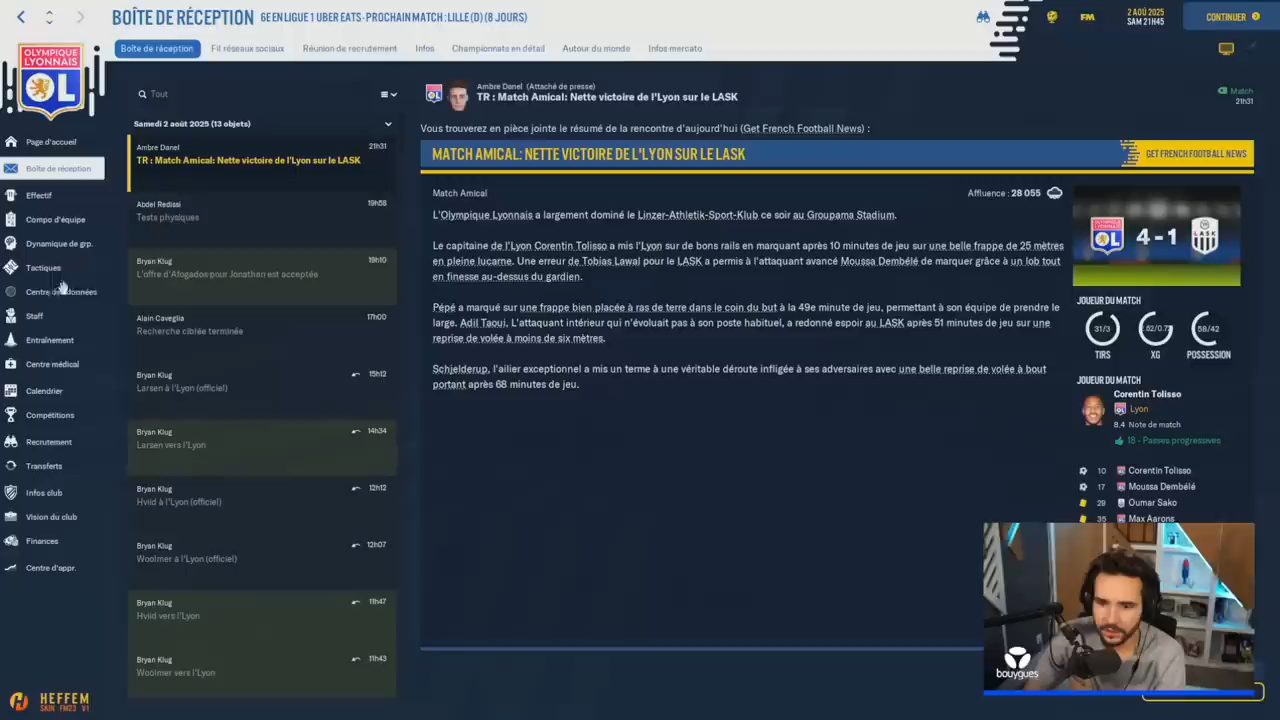 BOÎTE DE RÉCEPTION
6E EN LIGUE 1 UBER EATS - PROCHAIN MATCH : LILLE (D) (8 JOURS)
FM
2 AOÛ 2025
SAM 21H45
CONTINUER
Boîte de réception
Fil réseaux sociaux
Réunion de recrutement
Infos
Championnats en détail
Autour du monde
Infos mercato
OLYMPIQUE
LYONNAIS
OL
Page d'accueil
Boîte de réception
Effectif
Compo d'équipe
Dynamique de grp.
Tactiques
Centre de données
Staff
Entraînement
Centre médical
Calendrier
Compétitions
Recrutement
Transferts
Infos club
Vision du club
Finances
Centre d'appr.
HEFFEM
SKIN FM23 V1
Tout
Samedi 2 août 2025 (13 objets)
Ambre Danel 21h31
TR : Match Amical: Nette victoire de l'Lyon sur le LASK
Abdel Redissi 19h58
Tests physiques
Bryan Klug 19h10
L'offre d'Afogados pour Jonathan est acceptée
Alain Caveglia 17h00
Recherche ciblée terminée
Bryan Klug 15h12
Larsen à l'Lyon (officiel)
Bryan Klug 14h34
Larsen vers l'Lyon
Bryan Klug 12h12
Hviid à l'Lyon (officiel)
Bryan Klug 12h07
Woolmer à l'Lyon (officiel)
Bryan Klug 11h47
Hviid vers l'Lyon
Bryan Klug 11h43
Woolmer vers l'Lyon
Ambre Danel (Attaché de presse)
TR : Match Amical: Nette victoire de l'Lyon sur le LASK
Match
21h31
Vous trouverez en pièce jointe le résumé de la rencontre d'aujourd'hui (Get French Football News) :
MATCH AMICAL: NETTE VICTOIRE DE L'LYON SUR LE LASK
GET FRENCH FOOTBALL NEWS
Match Amical
Affluence : 28 055
L'Olympique Lyonnais a largement dominé le Linzer-Athletik-Sport-Klub ce soir au Groupama Stadium.
Le capitaine de l'Lyon Corentin Tolisso a mis l'Lyon sur de bons rails en marquant après 10 minutes de jeu sur une belle frappe de 25 mètres
en pleine lucarne. Une erreur de Tobias Lawal pour le LASK a permis à l'attaquant avancé Moussa Dembélé de marquer grâce à un lob tout
en finesse au-dessus du gardien.
Pépé a marqué sur une frappe bien placée à ras de terre dans le coin du but à la 49e minute de jeu, permettant à son équipe de prendre le
large. Adil Taoui, L'attaquant intérieur qui n'évoluait pas à son poste habituel, a redonné espoir au LASK après 51 minutes de jeu sur une
reprise de volée à moins de six mètres.
Schjelderup, l'ailier exceptionnel a mis un terme à une véritable déroute infligée à ses adversaires avec une belle reprise de volée à bout
portant après 68 minutes de jeu.
4 - 1
LASK
JOUEUR DU MATCH
31/3
58/42
TIRS
XG
POSSESSION
JOUEUR DU MATCH
Corentin Tolisso
Lyon
8.4 Note de match
18 - Passes progressives
10 Corentin Tolisso
17 Moussa Dembélé
29 Oumar Sako
35 Max Aarons
bouygues